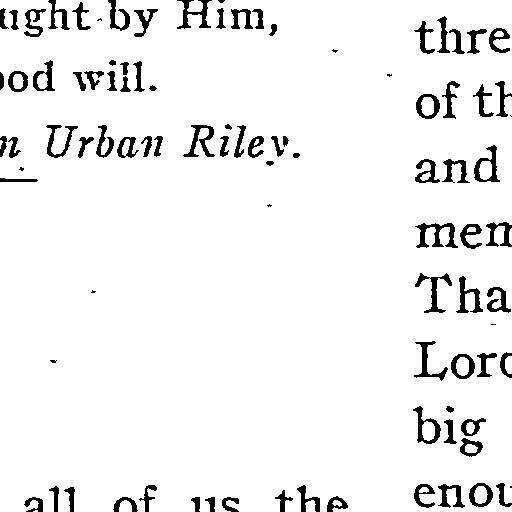 ught by Him,
ood will.
n Urban Riley.
all of us the
thre
of th
and
mem
Tha
Lord
big
enou